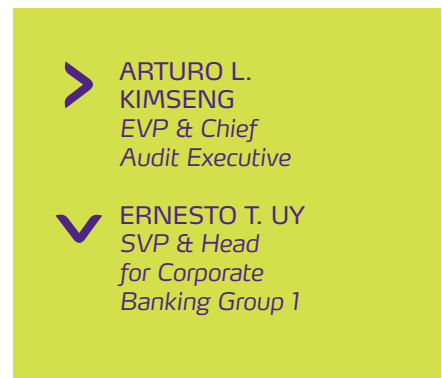 ARTURO L.
KIMSENG
EVP & Chief
Audit Executive
ERNESTO T. UY
SVP & Head
for Corporate
Banking Group 1